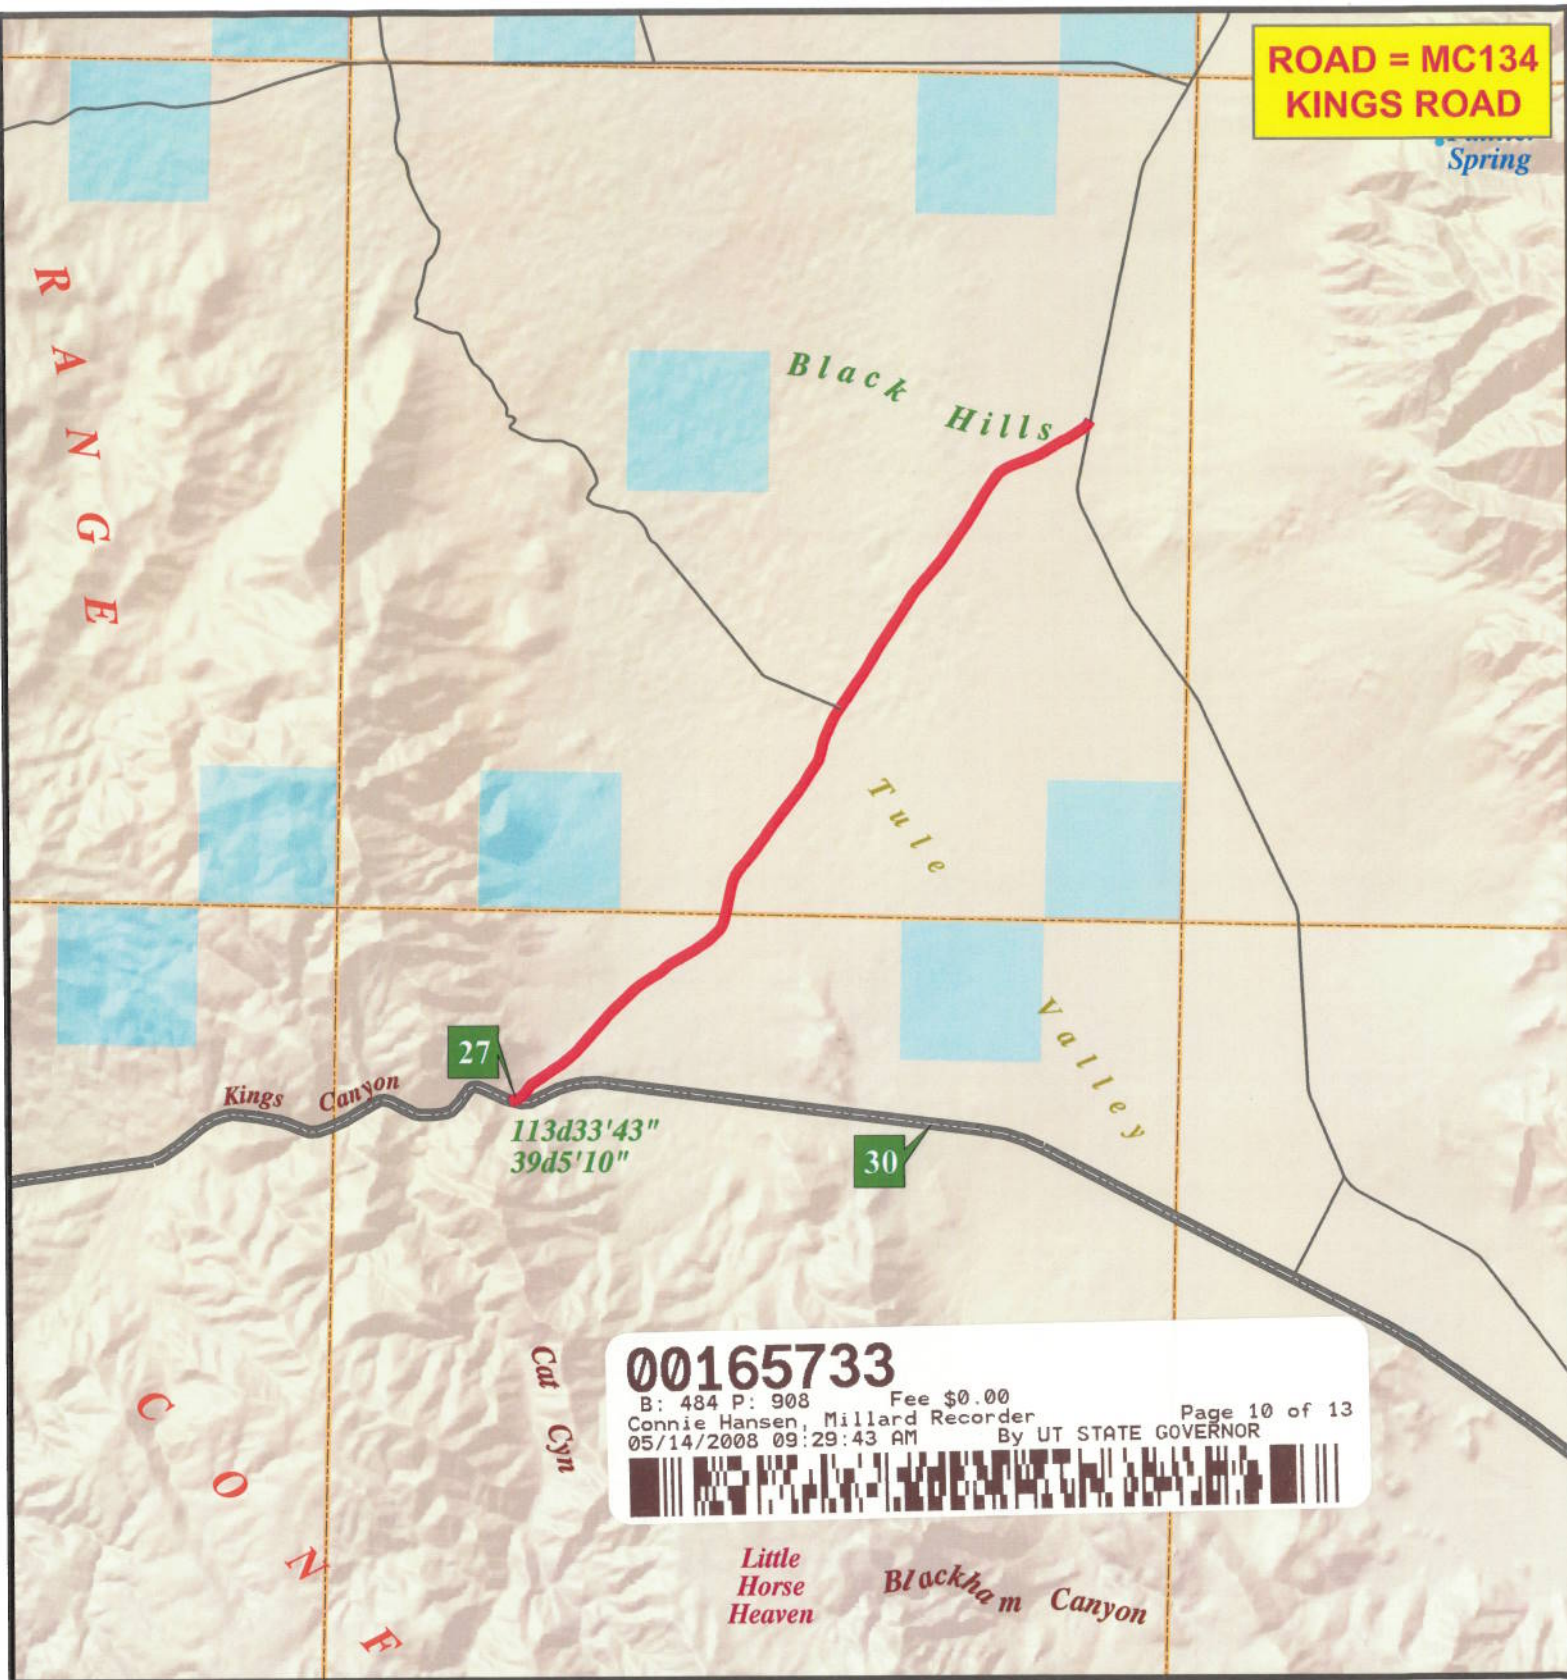 ROAD = MC134
KINGS ROAD
Spring
RANGE
Black Hills
Tule
Valley
27
Kings Canyon
113d33'43"
39d5'10"
30
Cat Cyn
00165733
B: 484 P: 908 Fee $0.00
Connie Hansen, Millard Recorder Page 10 of 13
05/14/2008 09:29:43 AM By UT STATE GOVERNOR
CONF
Little
Horse
Heaven
Blackham Canyon